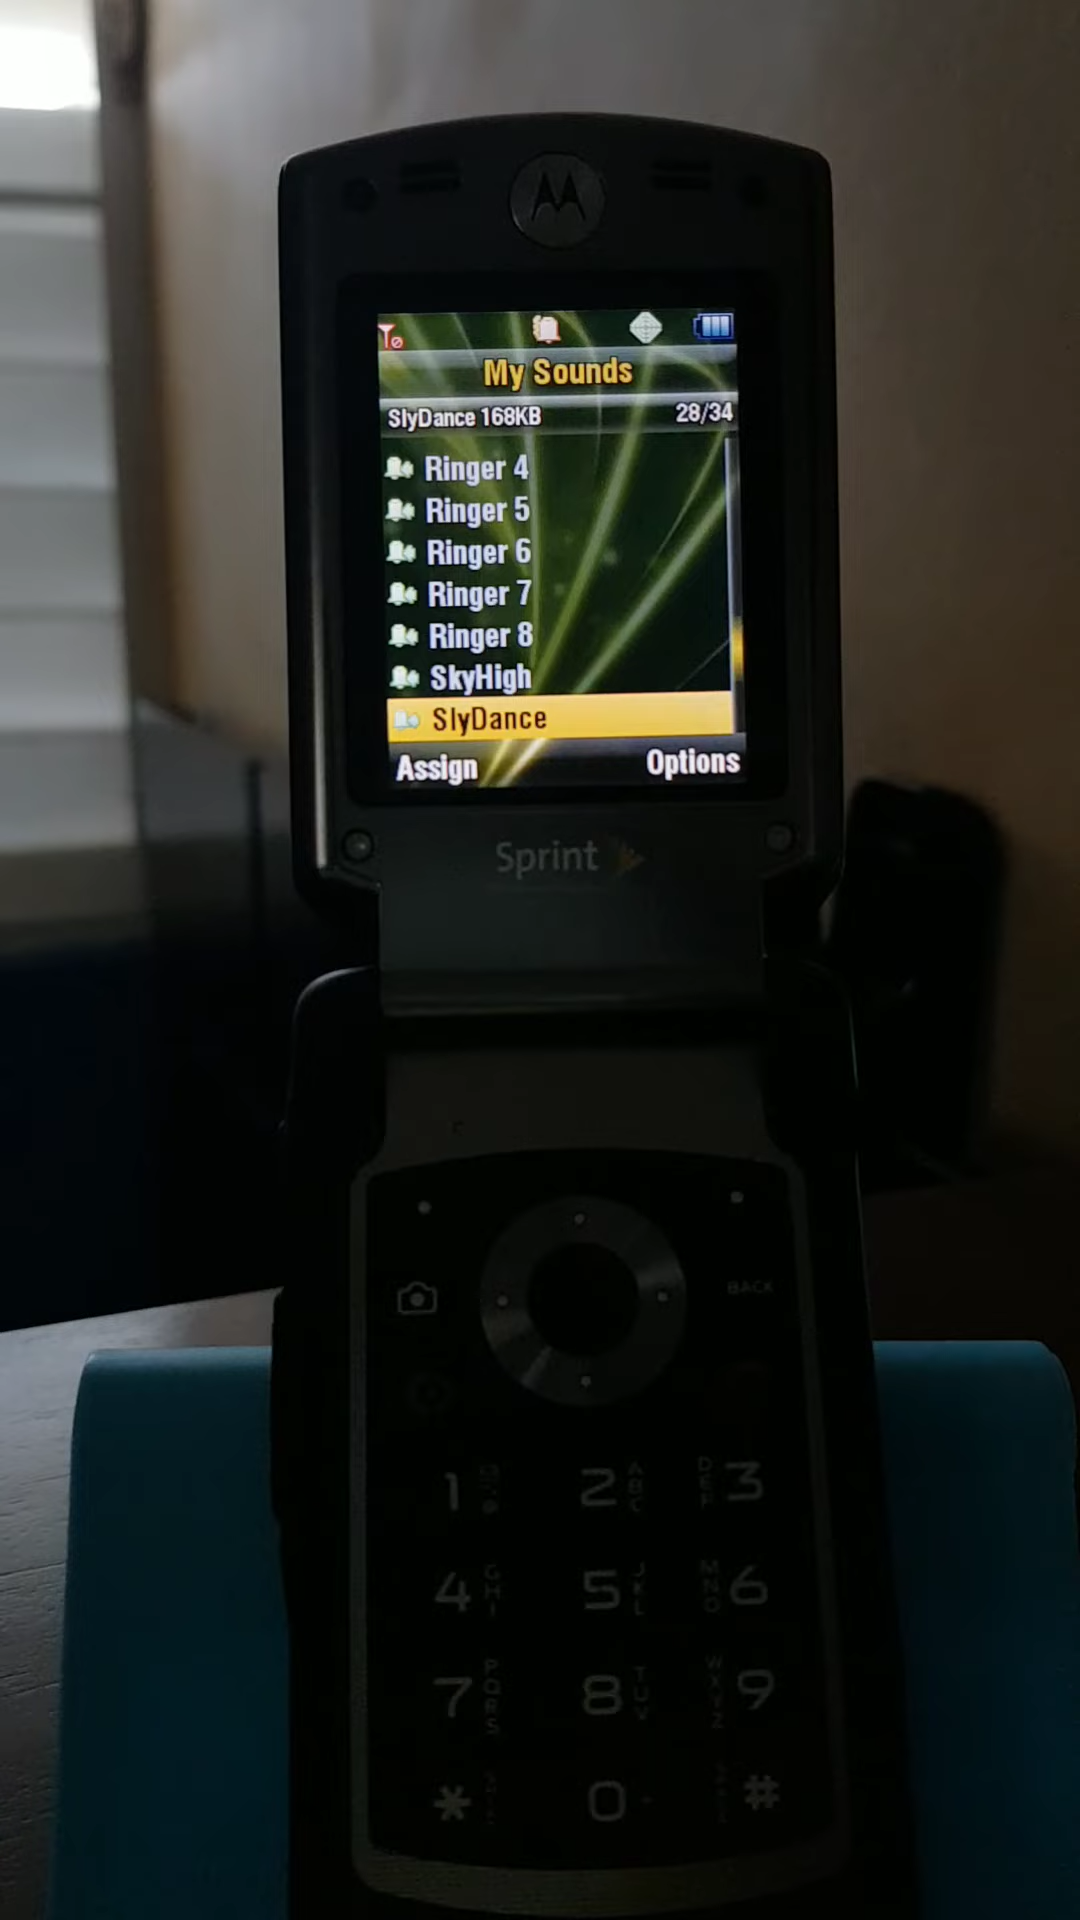 My Sounds
SlyDance 168KB 28/34
Ringer 4
Ringer 5
Ringer 6
Ringer 7
Ringer 8
SkyHigh
SlyDance
Assign Options
Sprint
BACK
1 2 ABC DEF 3
4 GHI 5 JKL MNO 6
7 PQRS 8 TUV WXYZ 9
* 0 #